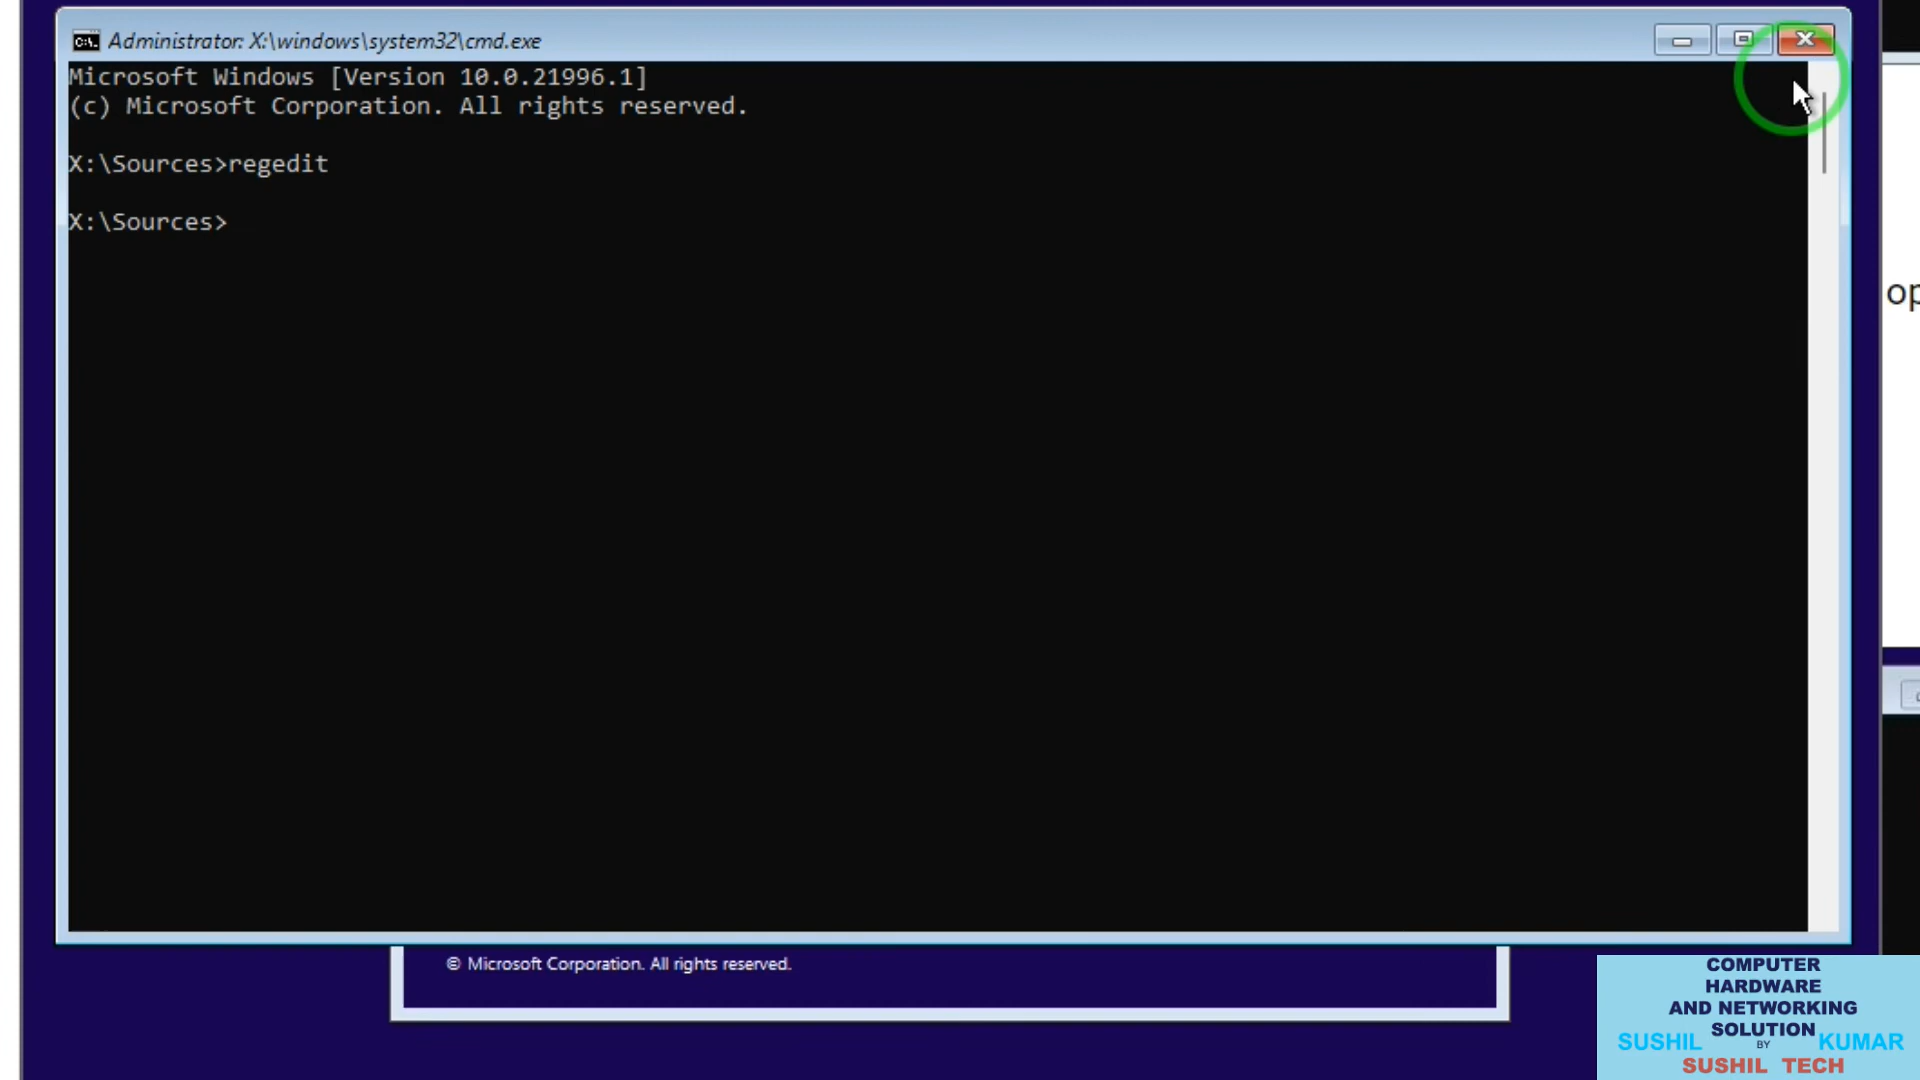 Administrator: X:\windows\system32\cmd.exe
Microsoft Windows [Version 10.0.21996.1]
(c) Microsoft Corporation. All rights reserved.
X:\Sources>regedit
X:\Sources>
op
© Microsoft Corporation. All rights reserved.
COMPUTER
HARDWARE
AND NETWORKING
SOLUTION
SUSHIL BY KUMAR
SUSHIL TECH